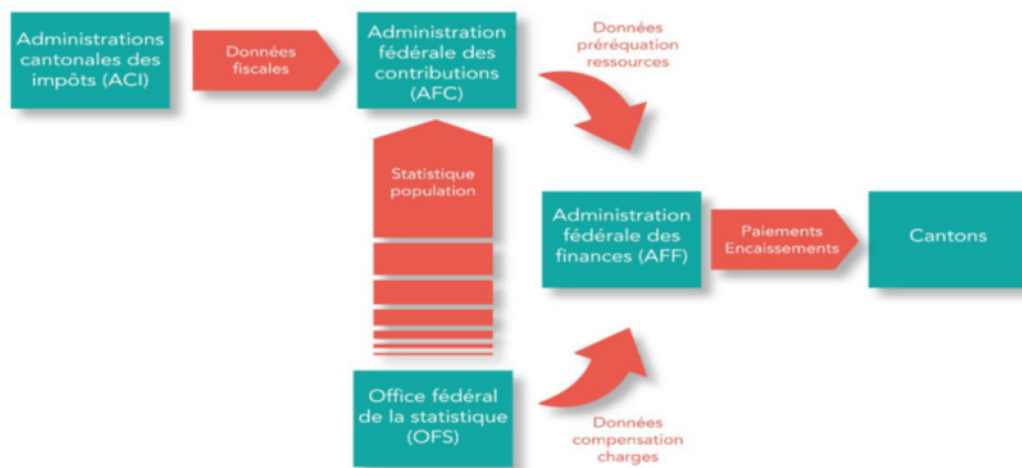 Administrations
cantonales des
impôts (ACI)
Données
fiscales
Administration
fédérale des
contributions
(AFC)
Données
préréquation
ressources
Statistique
population
Administration
fédérale des
finances (AFF)
Paiements
Encaissements
Cantons
Office fédéral
de la statistique
(OFS)
Données
compensation
charges